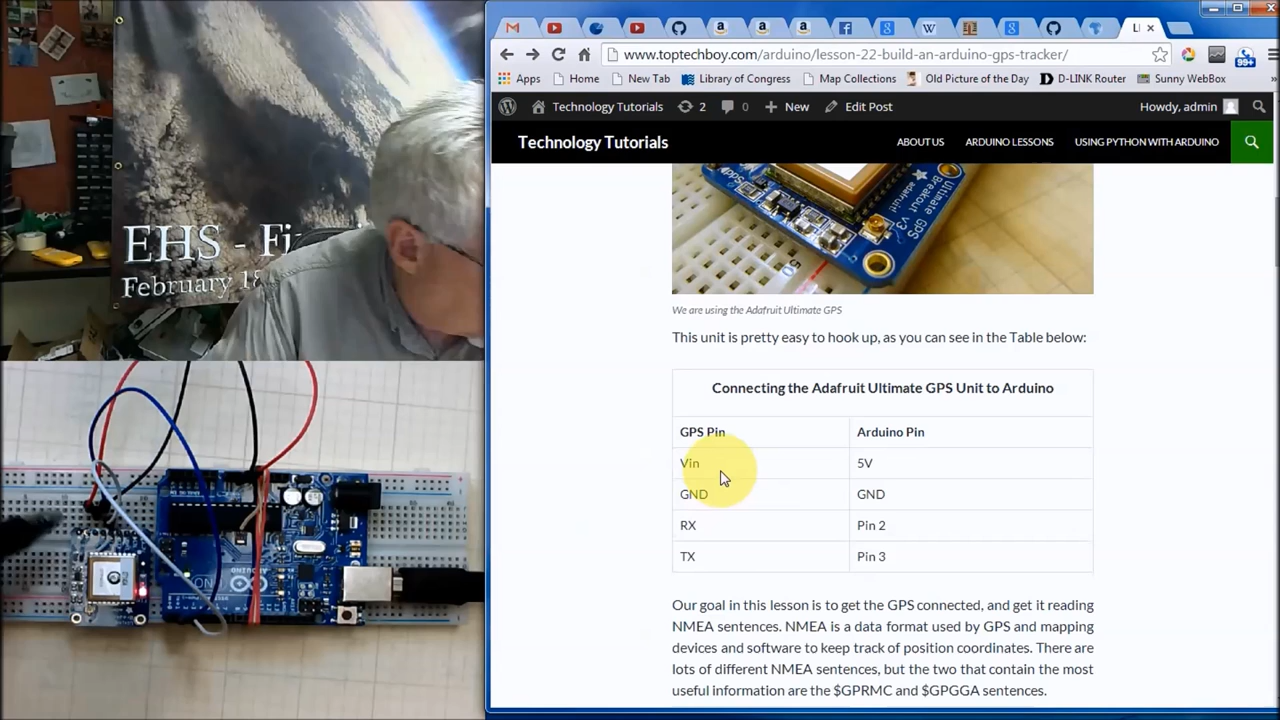 EHS - Fi
February 18
www.toptechboy.com/arduino/lesson-22-build-an-arduino-gps-tracker/
Apps Home New Tab Library of Congress Map Collections Old Picture of the Day D-LINK Router Sunny WebBox
99+
2 0 New Edit Post Howdy, admin
Technology Tutorials
Technology Tutorials ABOUT US ARDUINO LESSONS USING PYTHON WITH ARDUINO
Ultimate GPS
Breakout V3
adafruit
We are using the Adafruit Ultimate GPS
This unit is pretty easy to hook up, as you can see in the Table below:
Connecting the Adafruit Ultimate GPS Unit to Arduino
GPS Pin Arduino Pin
Vin 5V
GND GND
RX Pin 2
TX Pin 3
Our goal in this lesson is to get the GPS connected, and get it reading
NMEA sentences. NMEA is a data format used by GPS and mapping
devices and software to keep track of position coordinates. There are
lots of different NMEA sentences, but the two that contain the most
useful information are the $GPRMC and $GPGGA sentences.